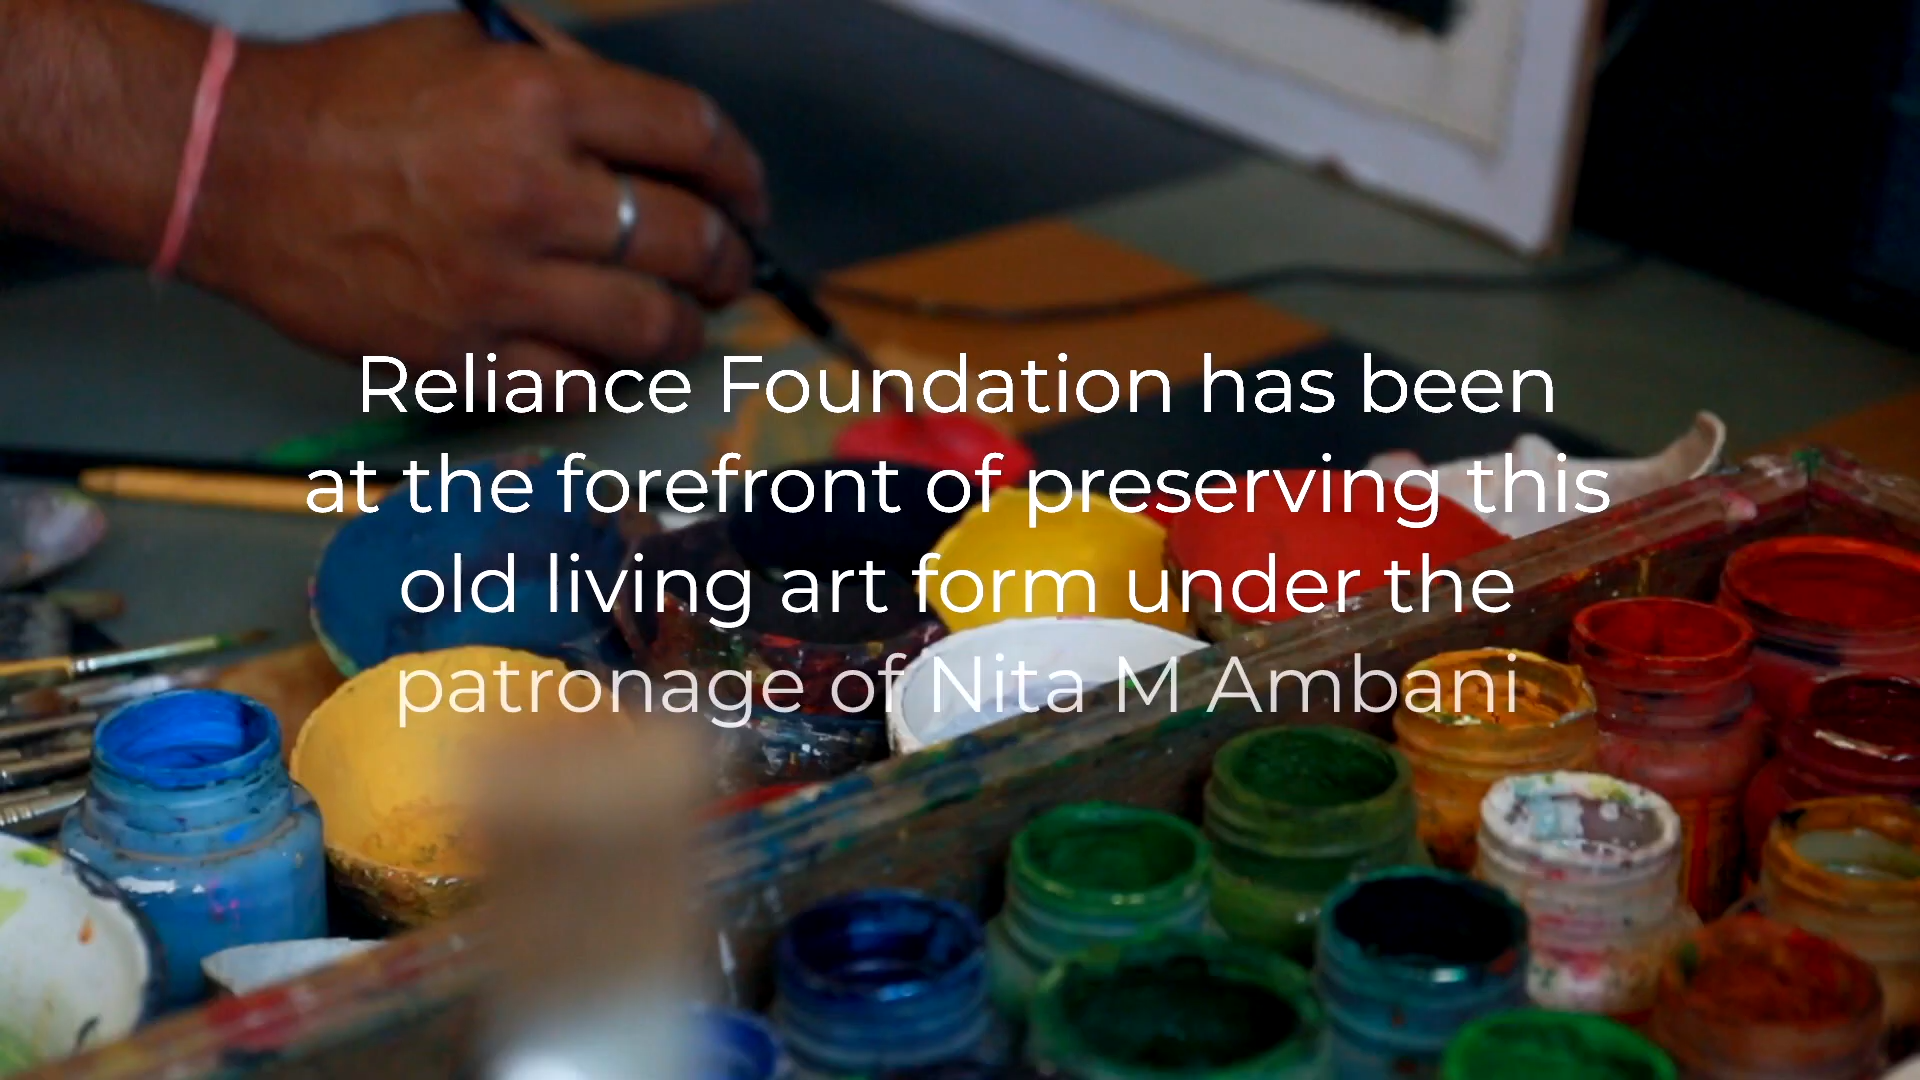 Reliance Foundation has been
at the forefront of preserving this
old living art form under the
patronage of Nita M Ambani